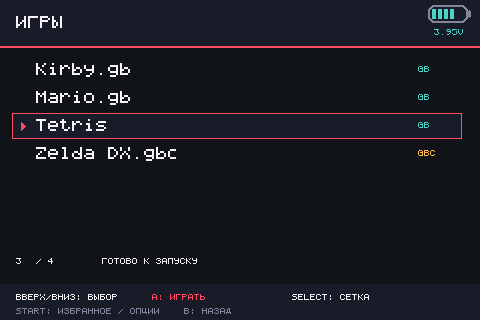 ИГРЫ
3.95V
Kirby.gb GB
Mario.gb GB
Tetris GB
Zelda DX.gbc GBC
3 / 4 ГОТОВО К ЗАПУСКУ
ВВЕРХ/ВНИЗ: ВЫБОР A: ИГРАТЬ SELECT: СЕТКА
START: ИЗБРАННОЕ / ОПЦИИ B: НАЗАД